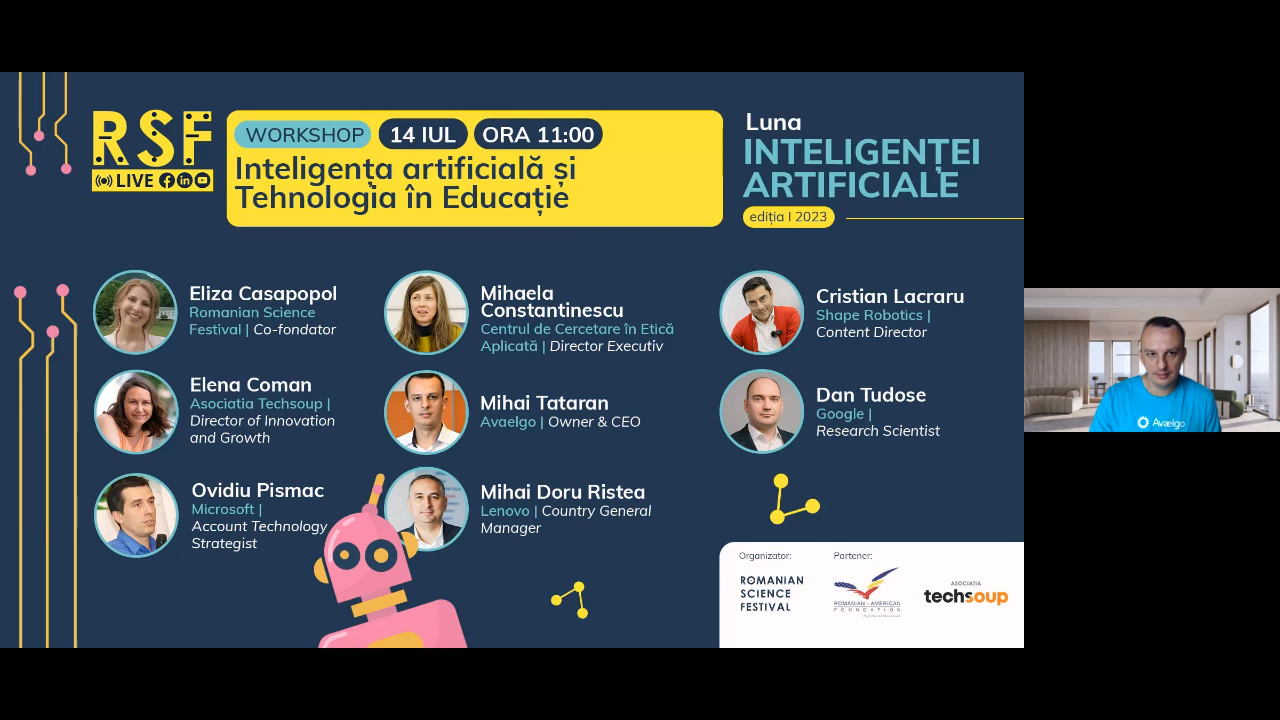 RSF
LIVE
WORKSHOP
14 IUL
ORA 11:00
Inteligența artificială și
Tehnologia în Educație
Luna
INTELIGENȚEI
ARTIFICIALE
ediția I 2023
Eliza Casapopol
Romanian Science
Festival | Co-fondator
Mihaela
Constantinescu
Centrul de Cercetare în Etică
Aplicată | Director Executiv
Cristian Lacraru
Shape Robotics |
Content Director
Elena Coman
Asociatia Techsoup |
Director of Innovation
and Growth
Mihai Tataran
Avaelgo | Owner & CEO
Dan Tudose
Google |
Research Scientist
Ovidiu Pismac
Microsoft |
Account Technology
Strategist
Mihai Doru Ristea
Lenovo | Country General
Manager
Organizator:
ROMANIAN
SCIENCE
FESTIVAL
Partener:
ROMANIAN - AMERICAN
FOUNDATION
ASOCIAȚIA
techsoup
Avaelgo